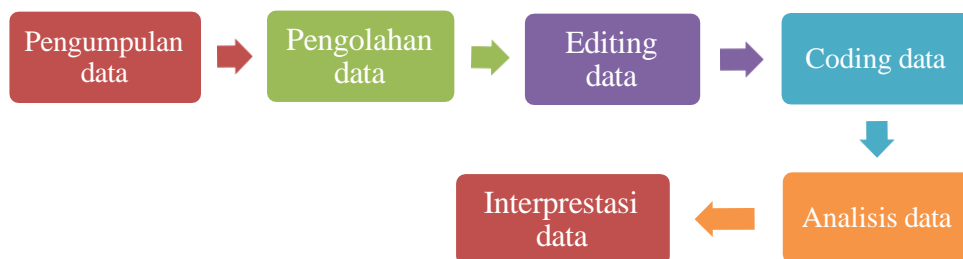 Pengumpulan
data
Pengolahan
data
Editing
data
Coding data
Analisis data
Interprestasi
data